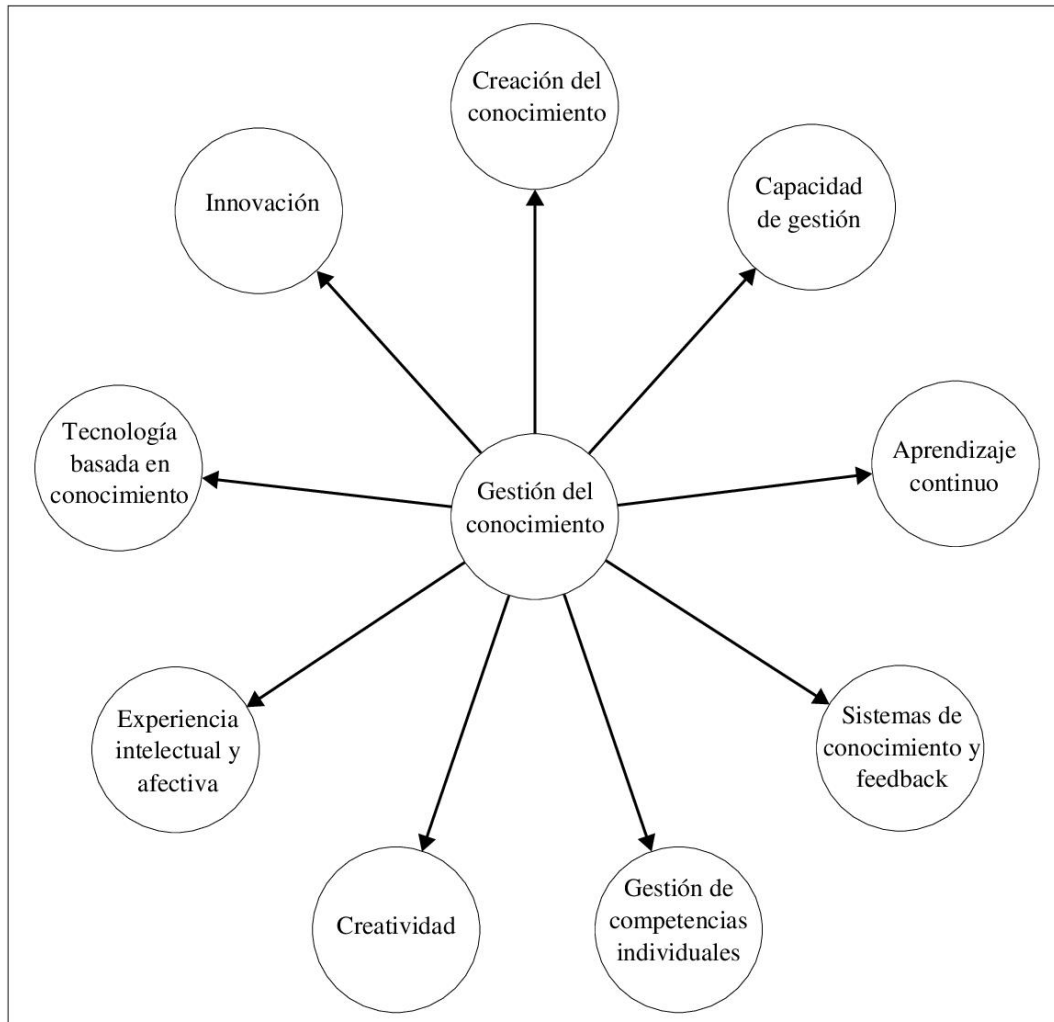 Creación del
conocimiento
Capacidad
de gestión
Innovación
Aprendizaje
continuo
Tecnología
basada en
conocimiento
Gestión del
conocimiento
Sistemas de
conocimiento y
feedback
Experiencia
intelectual y
afectiva
Gestión de
competencias
individuales
Creatividad